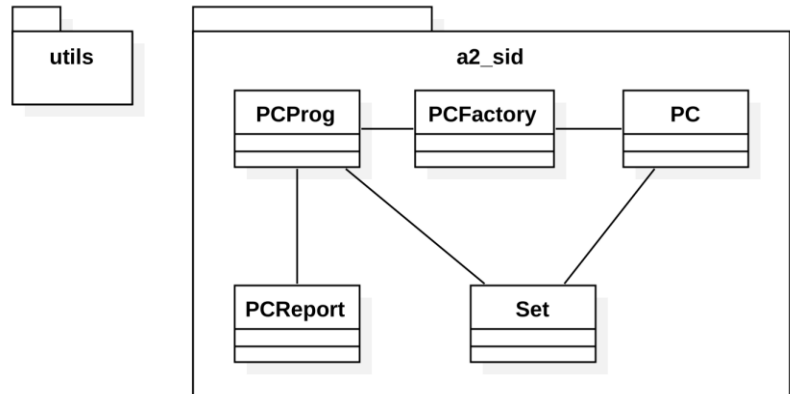 utils
a2_sid
PCProg
PCFactory
PC
PCReport
Set